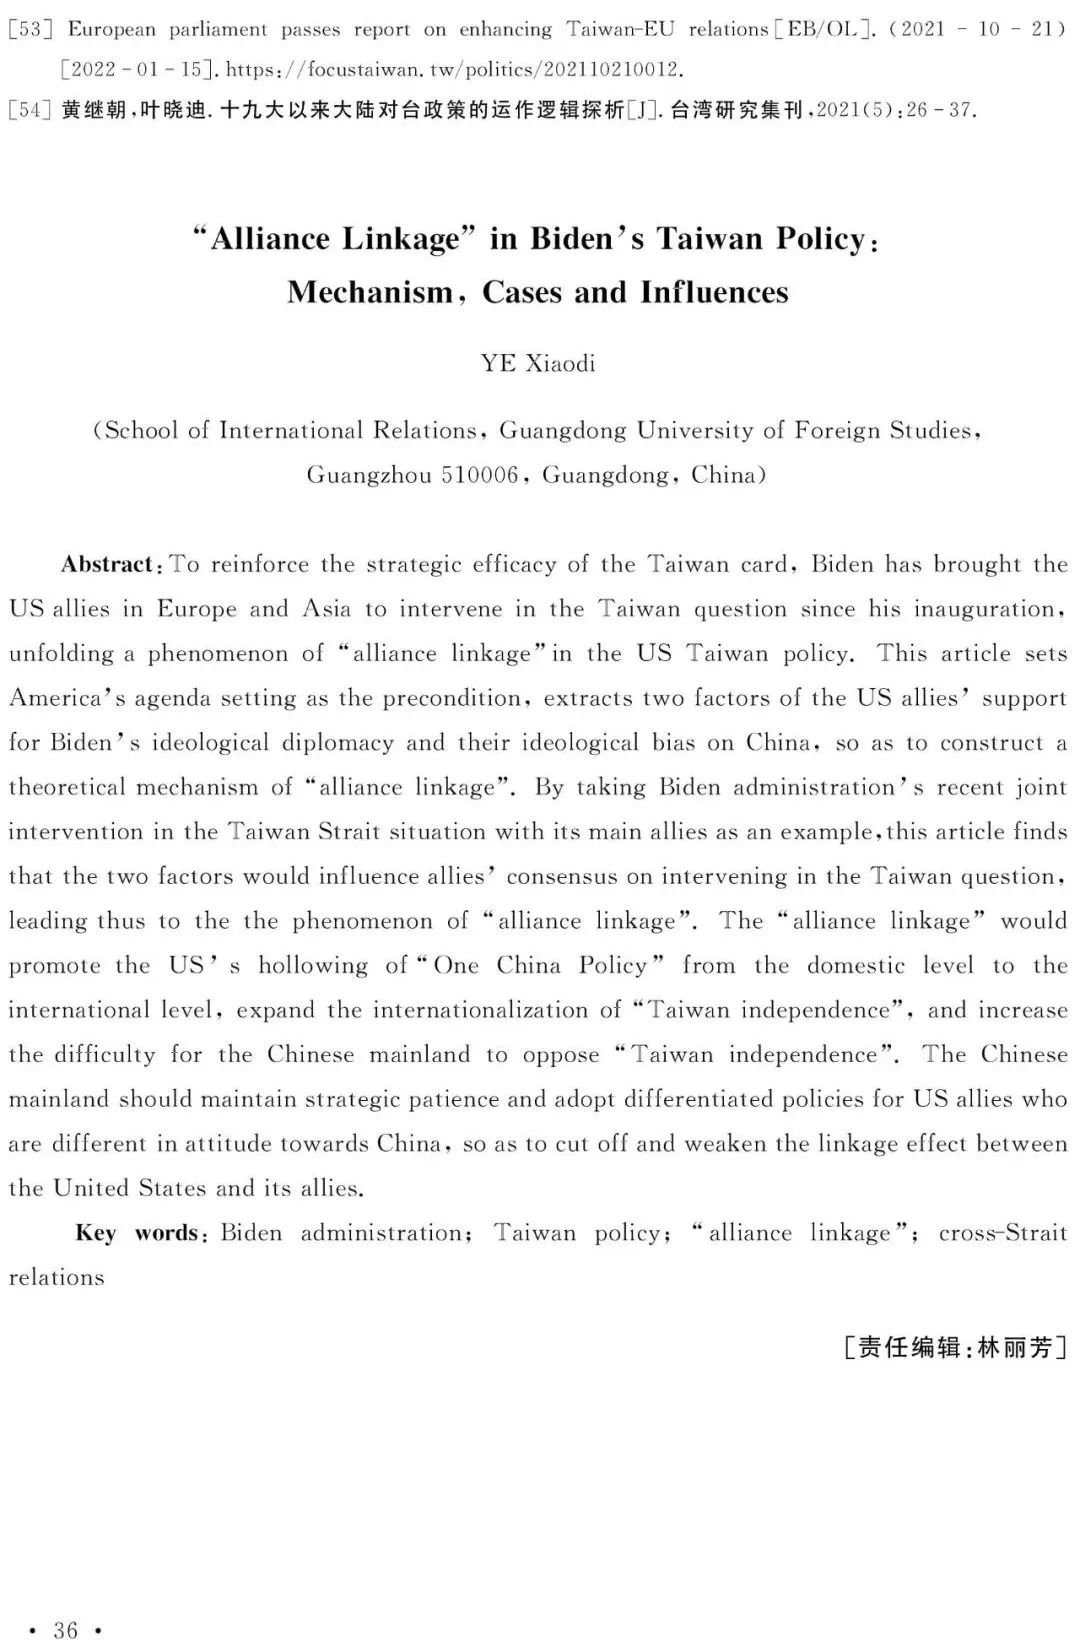 [53] European parliament passes report on enhancing Taiwan-EU relations[EB/OL]. (2021 - 10 - 21)
[2022-01-15]. https://focustaiwan.tw/politics/202110210012.
[54] 黄继朝,叶晓迪. 十九大以来大陆对台政策的运作逻辑探析[J]. 台湾研究集刊,2021(5):26-37.
“Alliance Linkage” in Biden’s Taiwan Policy:
Mechanism, Cases and Influences
YE Xiaodi
(School of International Relations, Guangdong University of Foreign Studies,
Guangzhou 510006, Guangdong, China)
Abstract: To reinforce the strategic efficacy of the Taiwan card, Biden has brought the
US allies in Europe and Asia to intervene in the Taiwan question since his inauguration,
unfolding a phenomenon of “alliance linkage”in the US Taiwan policy. This article sets
America’s agenda setting as the precondition, extracts two factors of the US allies’ support
for Biden’s ideological diplomacy and their ideological bias on China, so as to construct a
theoretical mechanism of “alliance linkage”. By taking Biden administration’s recent joint
intervention in the Taiwan Strait situation with its main allies as an example,this article finds
that the two factors would influence allies’ consensus on intervening in the Taiwan question,
leading thus to the the phenomenon of “alliance linkage”. The “alliance linkage” would
promote the US’s hollowing of“One China Policy” from the domestic level to the
international level, expand the internationalization of “Taiwan independence”, and increase
the difficulty for the Chinese mainland to oppose “Taiwan independence”. The Chinese
mainland should maintain strategic patience and adopt differentiated policies for US allies who
are different in attitude towards China, so as to cut off and weaken the linkage effect between
the United States and its allies.
Key words: Biden administration; Taiwan policy; “alliance linkage”; cross-Strait
relations
[责任编辑:林丽芳]
· 36 ·